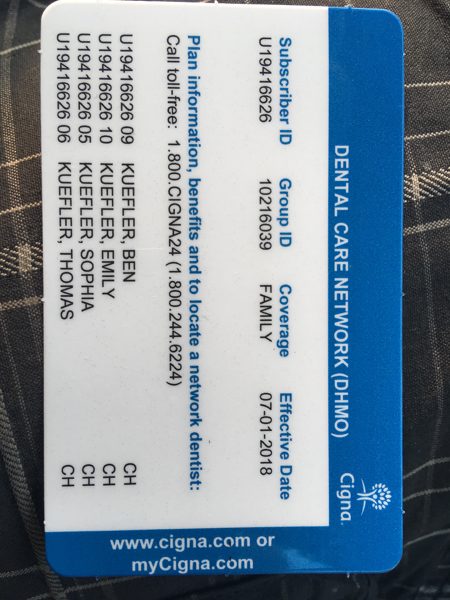 DENTAL CARE NETWORK (DHMO)
Cigna.
Subscriber ID Group ID Coverage Effective Date
U19416626 10216039 FAMILY 07-01-2018
Plan information, benefits and to locate a network dentist:
Call toll-free: 1.800.CIGNA24 (1.800.244.6224)
U19416626 09 KUEFLER, BEN CH
U19416626 10 KUEFLER, EMILY CH
U19416626 05 KUEFLER, SOPHIA CH
U19416626 06 KUEFLER, THOMAS CH
www.cigna.com or
myCigna.com